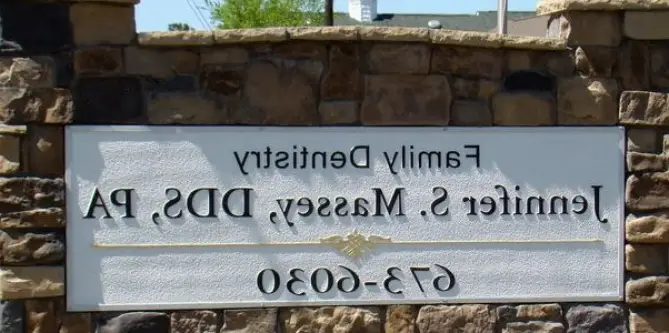 Family Dentistry
Jennifer S. Massey, DDS, PA
673-6030